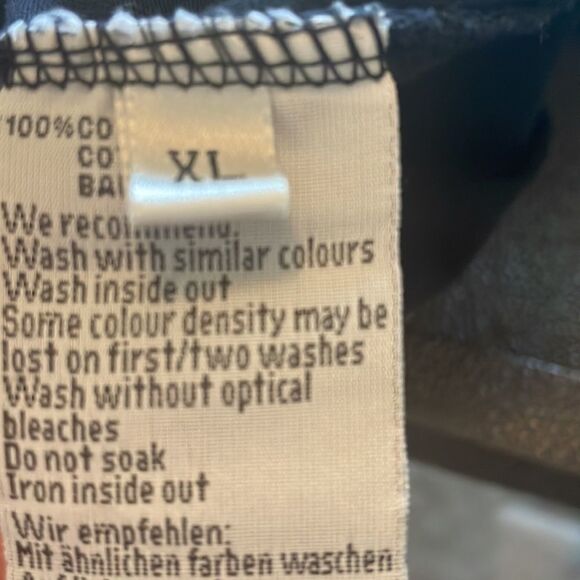 100%CO
CO
BA
XL
We recommend:
Wash with similar colours
Wash inside out
Some colour density may be
lost on first/two washes
Wash without optical
bleaches
Do not soak
Iron inside out
Wir empfehlen:
Mit ähnlichen farben waschen